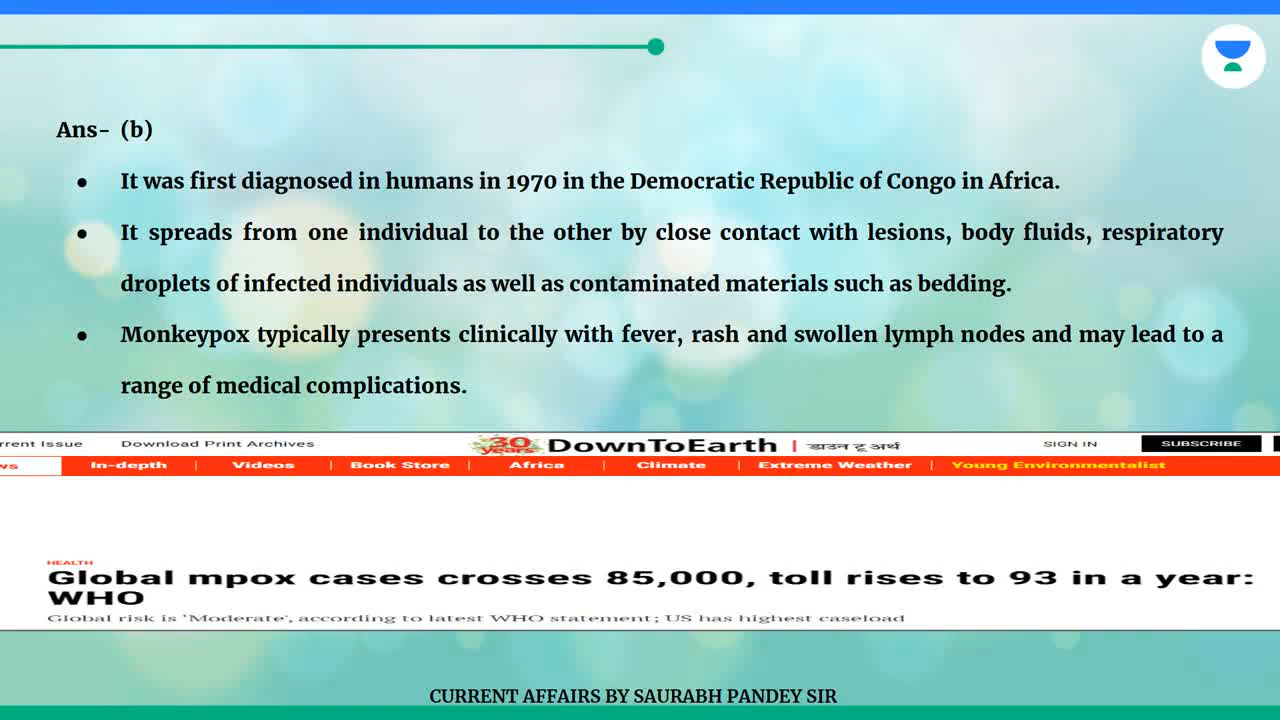 Ans- (b)
● It was first diagnosed in humans in 1970 in the Democratic Republic of Congo in Africa.
● It spreads from one individual to the other by close contact with lesions, body fluids, respiratory
droplets of infected individuals as well as contaminated materials such as bedding.
● Monkeypox typically presents clinically with fever, rash and swollen lymph nodes and may lead to a
range of medical complications.
rrent Issue Download Print Archives 30 years DownToEarth | डाउन टू अर्थ SIGN IN SUBSCRIBE
ws In-depth | Videos | Book Store | Africa | Climate | Extreme Weather | Young Environmentalist
HEALTH
Global mpox cases crosses 85,000, toll rises to 93 in a year:
WHO
Global risk is 'Moderate', according to latest WHO statement; US has highest caseload
CURRENT AFFAIRS BY SAURABH PANDEY SIR